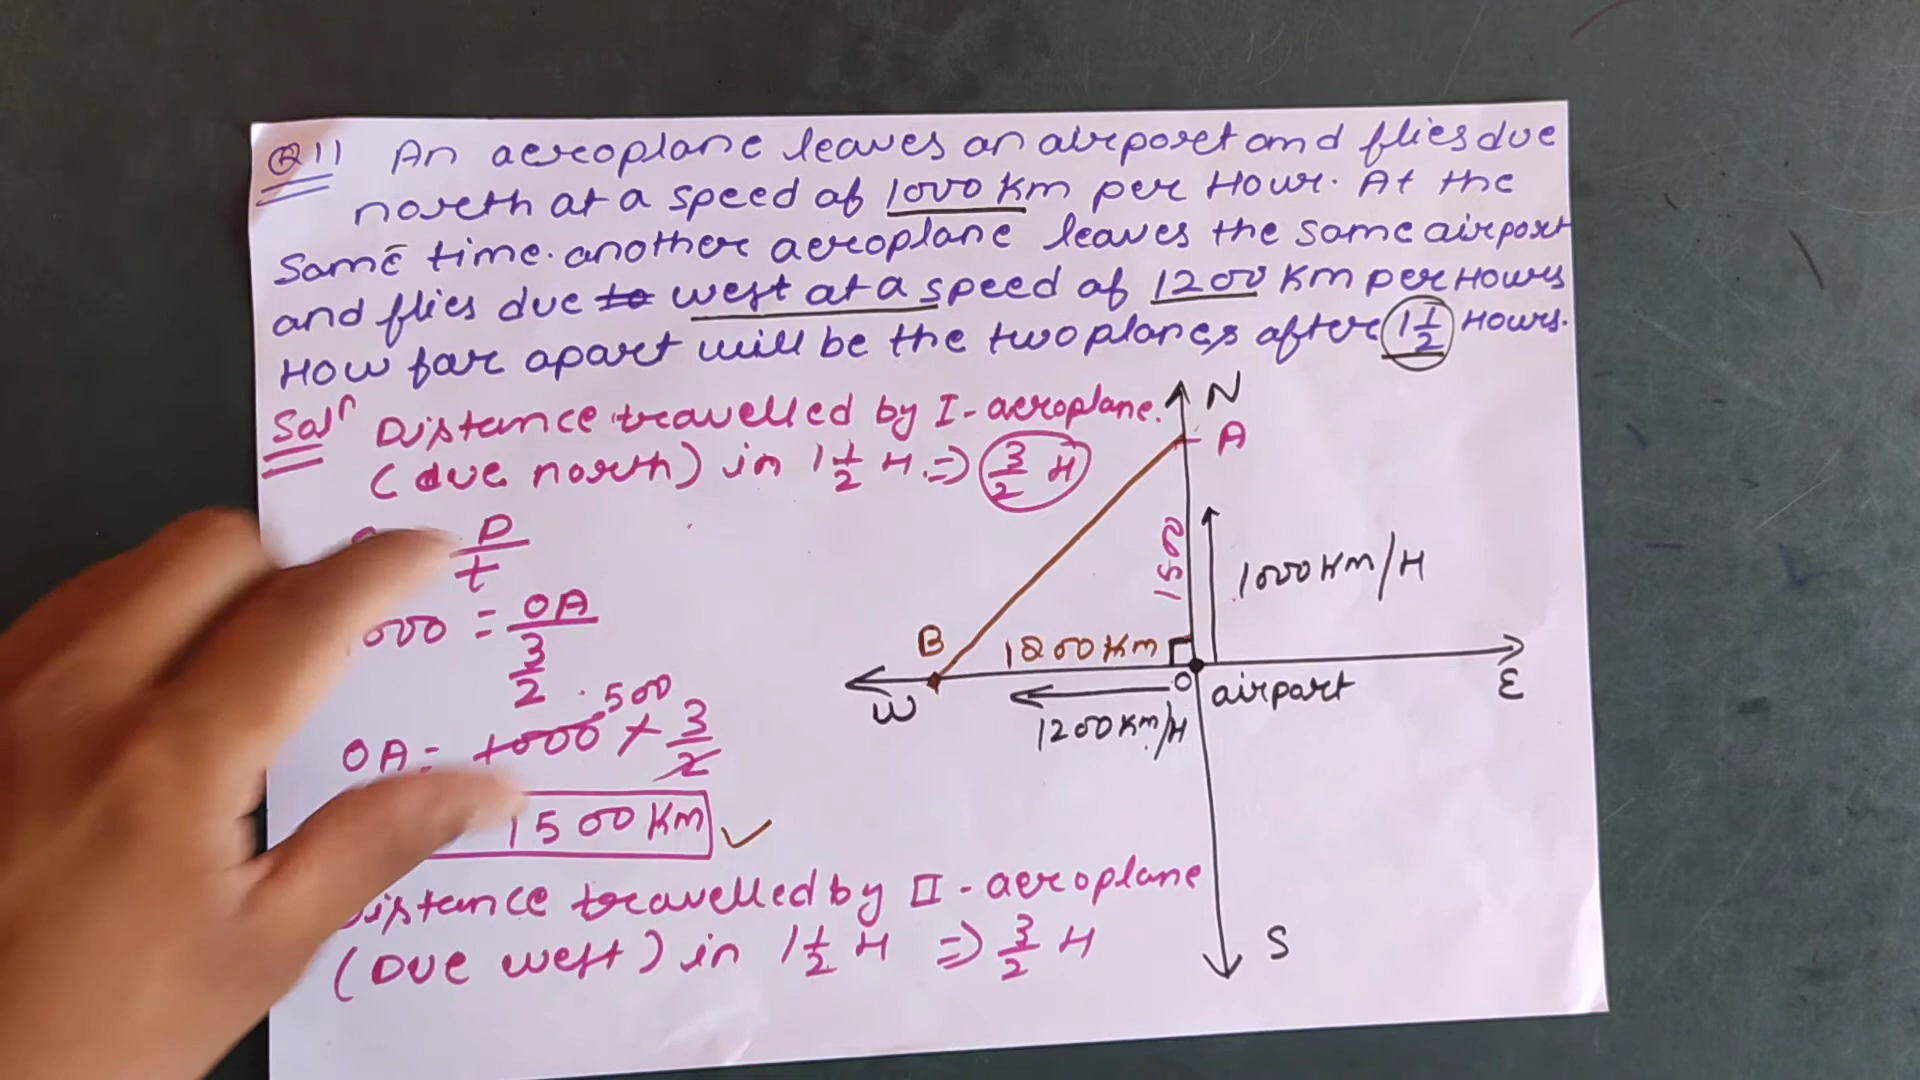 Q11 An aeroplane leaves an airport and flies due
north at a speed of 1000 Km per Hour. At the
Same time. another aeroplane leaves the same airport
and flies due west at a speed of 1200 Km per Hours
How far apart will be the two planes after 1 1/2 Hours.
Solⁿ Distance travelled by I - aeroplane.
(due north) in 1 1/2 H. => 3/2 H
D/t
000 = OA/(3/2)
OA = 1000 × 3/2
500
1500 Km ✓
Distance travelled by II - aeroplane
(Due west) in 1 1/2 H => 3/2 H
N
A
1500
1000 Km/H
B
1800 Km
W
O
airport
E
1200 Km/H
S